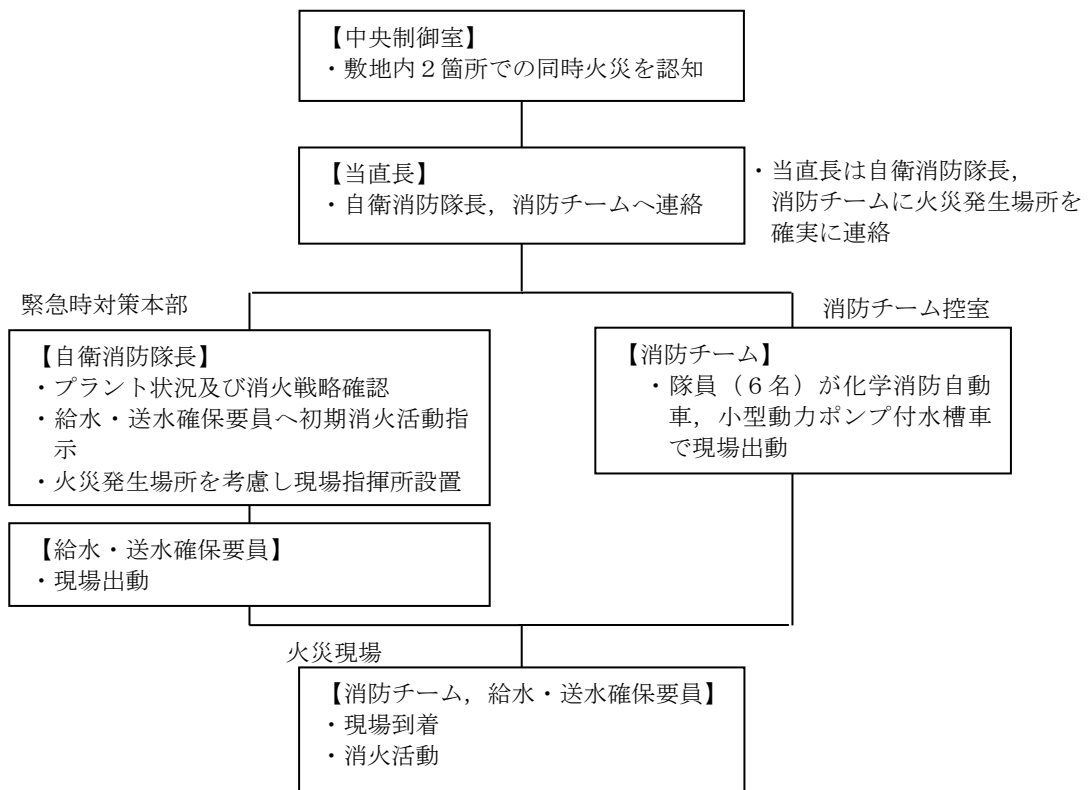 【中央制御室】
・敷地内２箇所での同時火災を認知
【当直長】
・自衛消防隊長，消防チームへ連絡
・当直長は自衛消防隊長，
消防チームに火災発生場所を
確実に連絡
緊急時対策本部
【自衛消防隊長】
・プラント状況及び消火戦略確認
・給水・送水確保要員へ初期消火活動指
示
・火災発生場所を考慮し現場指揮所設置
【給水・送水確保要員】
・現場出動
消防チーム控室
【消防チーム】
・隊員（６名）が化学消防自動
車，小型動力ポンプ付水槽車
で現場出動
火災現場
【消防チーム，給水・送水確保要員】
・現場到着
・消火活動